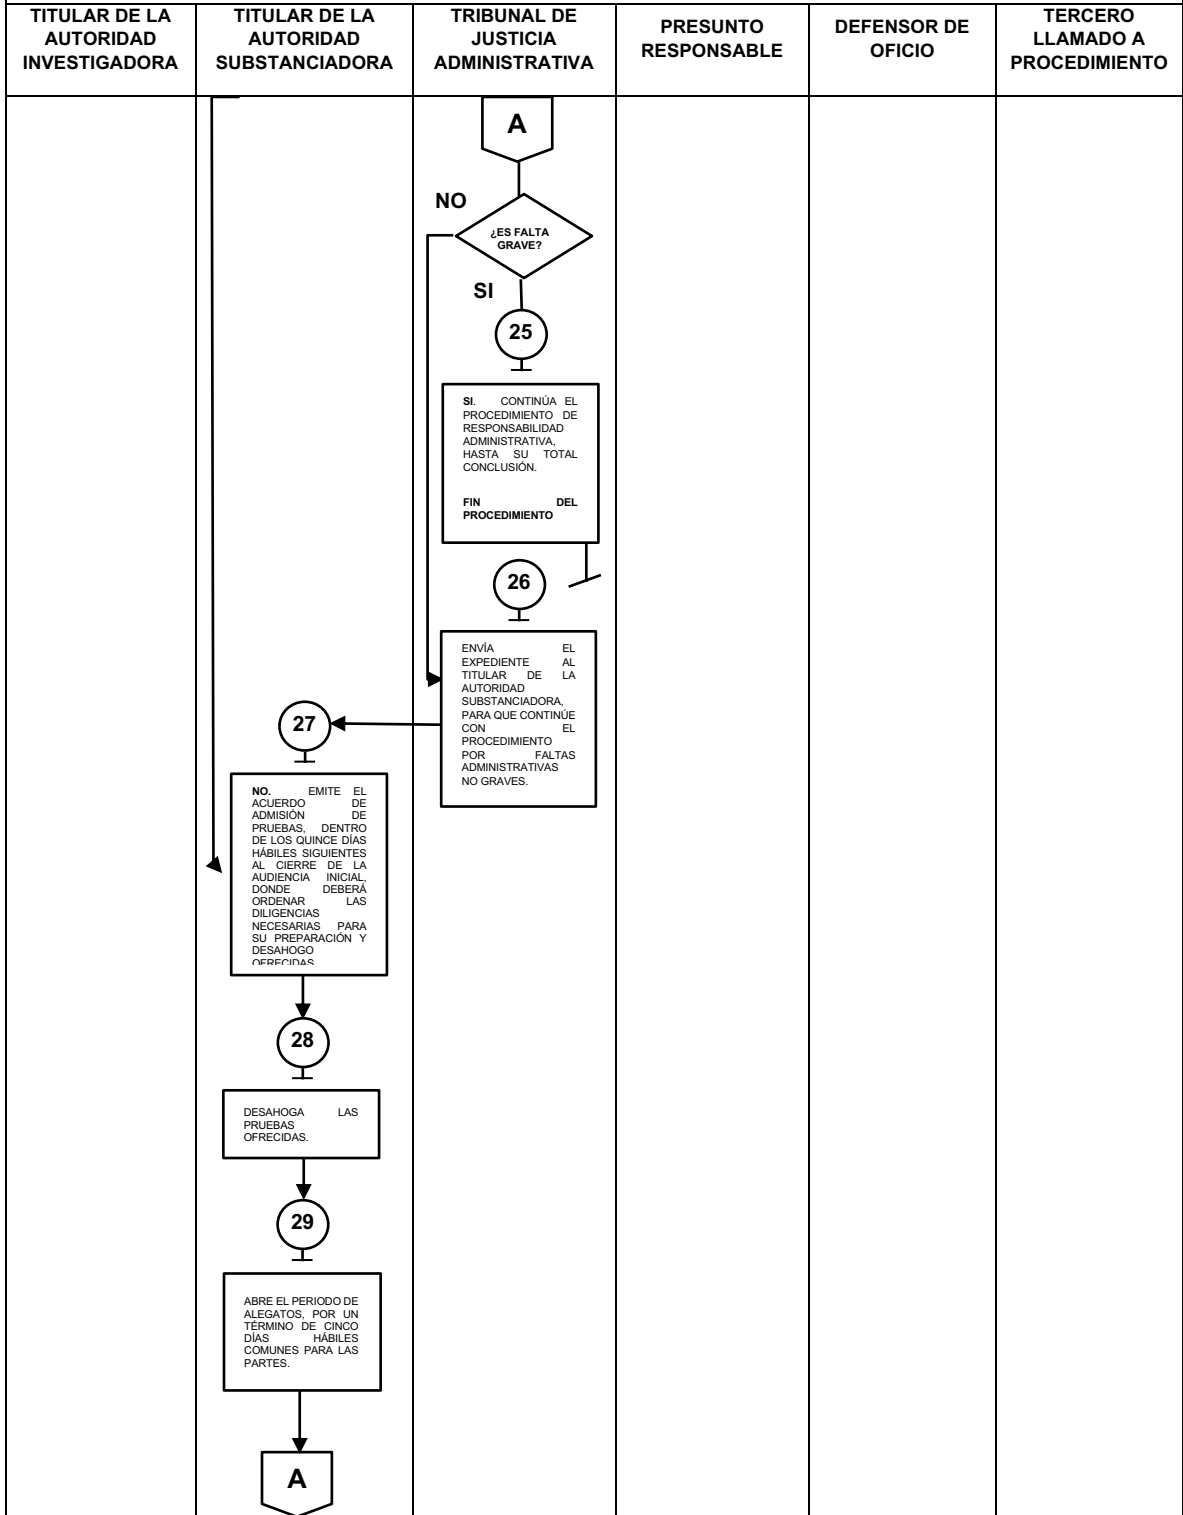 TITULAR DE LA
AUTORIDAD
INVESTIGADORA
TITULAR DE LA
AUTORIDAD
SUBSTANCIADORA
TRIBUNAL DE
JUSTICIA
ADMINISTRATIVA
PRESUNTO
RESPONSABLE
DEFENSOR DE
OFICIO
TERCERO
LLAMADO A
PROCEDIMIENTO
A
NO
¿ES FALTA
GRAVE?
SI
25
SI. CONTINÚA EL
PROCEDIMIENTO DE
RESPONSABILIDAD
ADMINISTRATIVA,
HASTA SU TOTAL
CONCLUSIÓN.
FIN DEL
PROCEDIMIENTO
26
ENVÍA EL
EXPEDIENTE AL
TITULAR DE LA
AUTORIDAD
SUBSTANCIADORA,
PARA QUE CONTINÚE
CON EL
PROCEDIMIENTO
POR FALTAS
ADMINISTRATIVAS
NO GRAVES.
27
NO. EMITE EL
ACUERDO DE
ADMISIÓN DE
PRUEBAS, DENTRO
DE LOS QUINCE DÍAS
HÁBILES SIGUIENTES
AL CIERRE DE LA
AUDIENCIA INICIAL,
DONDE DEBERÁ
ORDENAR LAS
DILIGENCIAS
NECESARIAS PARA
SU PREPARACIÓN Y
DESAHOGO
OFRECIDAS
28
DESAHOGA LAS
PRUEBAS
OFRECIDAS.
29
ABRE EL PERIODO DE
ALEGATOS, POR UN
TÉRMINO DE CINCO
DÍAS HÁBILES
COMUNES PARA LAS
PARTES.
A